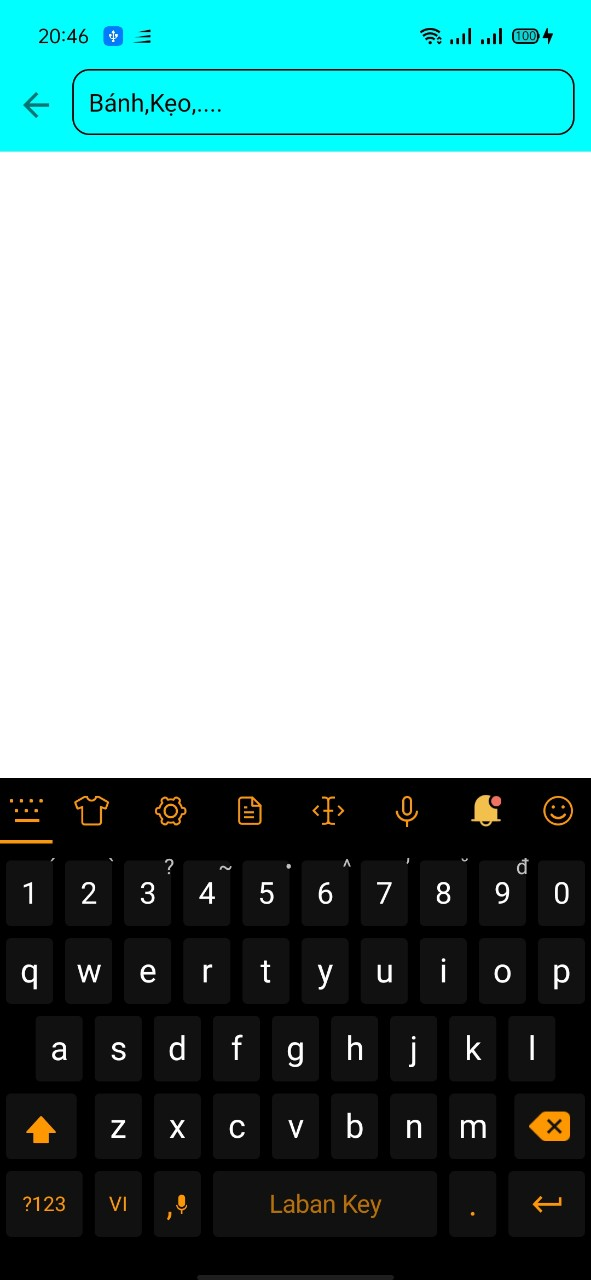 20:46 100
Bánh,Kẹo,....
? ~ • ^ ' ˘ đ
1 2 3 4 5 6 7 8 9 0
q w e r t y u i o p
a s d f g h j k l
z x c v b n m
?123 VI , Laban Key .